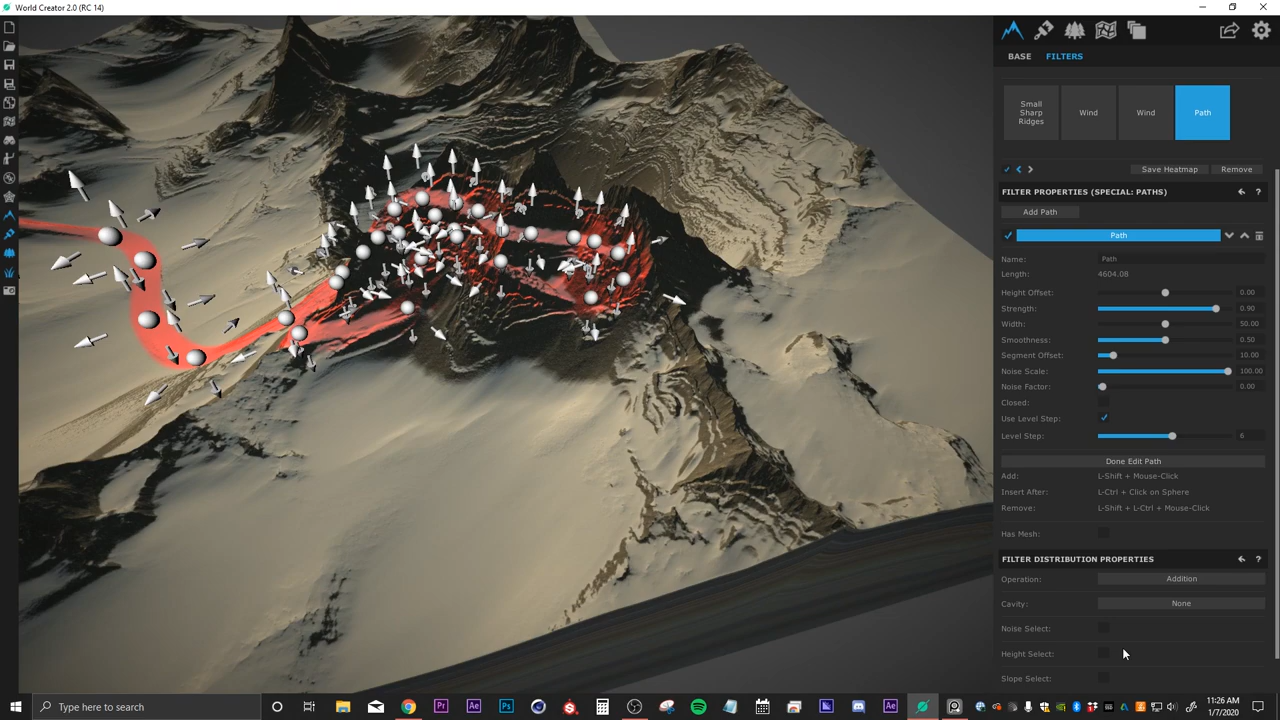 World Creator 2.0 (RC 14)
BASE
FILTERS
Small
Sharp
Ridges
Wind
Wind
Path
Save Heatmap
Remove
FILTER PROPERTIES (SPECIAL: PATHS)
?
Add Path
Path
Name:
Path
Length:
4604.08
Height Offset:
0.00
Strength:
0.90
Width:
50.00
Smoothness:
0.50
Segment Offset:
10.00
Noise Scale:
100.00
Noise Factor:
0.00
Closed:
Use Level Step:
Level Step:
6
Done Edit Path
Add:
L-Shift + Mouse-Click
Insert After:
L-Ctrl + Click on Sphere
Remove:
L-Shift + L-Ctrl + Mouse-Click
Has Mesh:
FILTER DISTRIBUTION PROPERTIES
?
Operation:
Addition
Cavity:
None
Noise Select:
Height Select:
Slope Select:
Type here to search
Pr
Ae
Ps
Ae
11:26 AM
1/7/2020